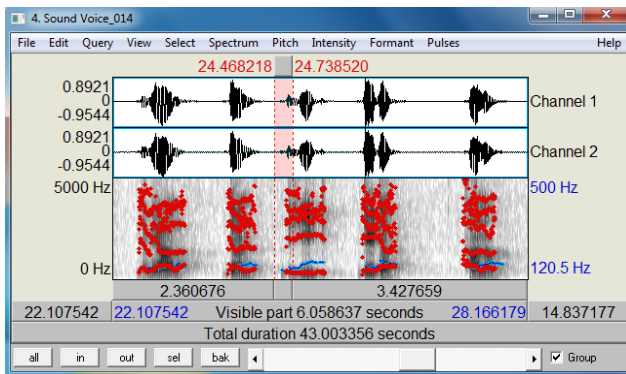 4. Sound Voice_014
File Edit Query View Select Spectrum Pitch Intensity Formant Pulses Help
24.468218 24.738520
0.8921
0
-0.9544
Channel 1
0.8921
0
-0.9544
Channel 2
5000 Hz 500 Hz
0 Hz 120.5 Hz
2.360676 3.427659
22.107542 22.107542 Visible part 6.058637 seconds 28.166179 14.837177
Total duration 43.003356 seconds
all in out sel bak Group